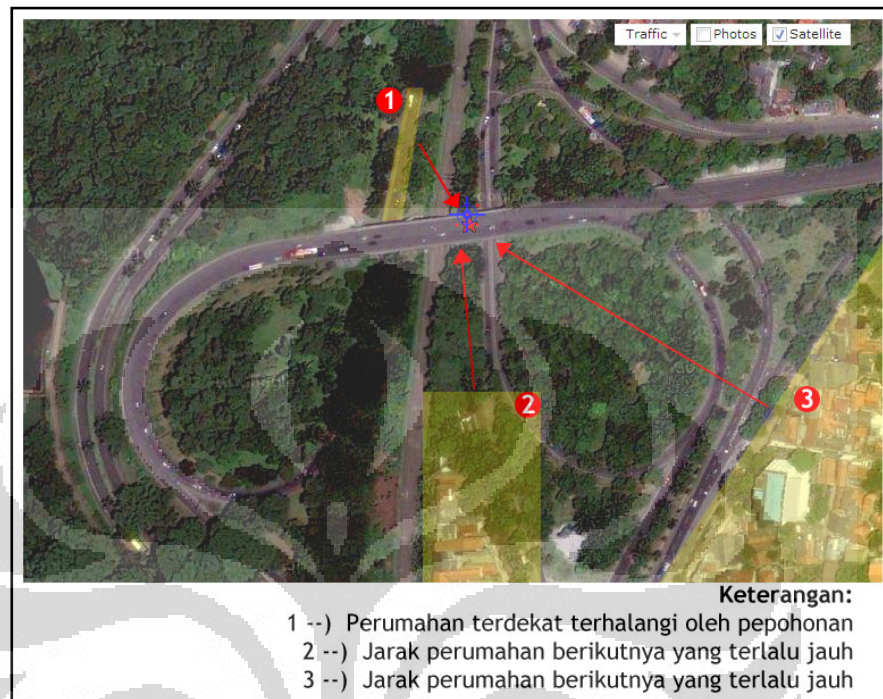 Traffic Photos Satellite
1
2
3
Keterangan:
1 --) Perumahan terdekat terhalangi oleh pepohonan
2 --) Jarak perumahan berikutnya yang terlalu jauh
3 --) Jarak perumahan berikutnya yang terlalu jauh